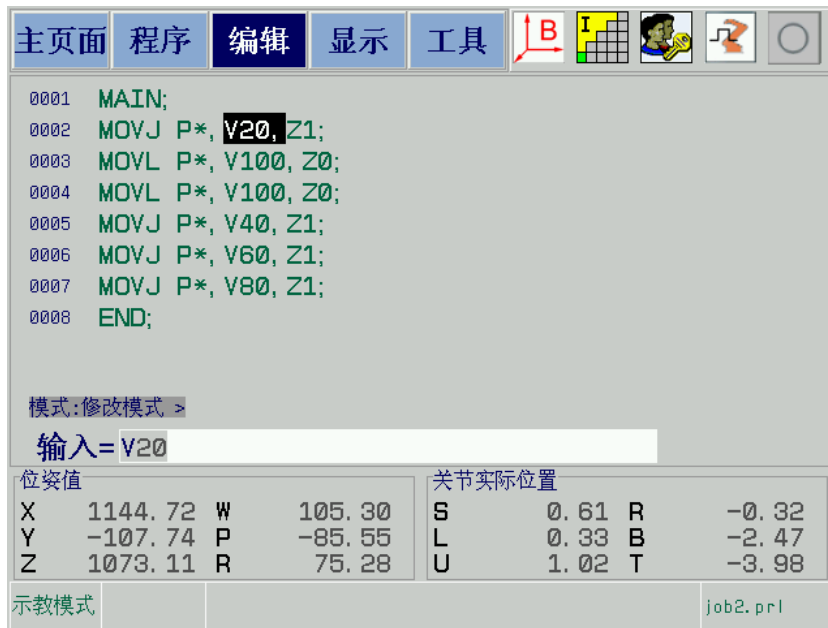 主页面 程序 编辑 显示 工具 B I
0001 MAIN;
0002 MOVJ P*, V20, Z1;
0003 MOVL P*, V100, Z0;
0004 MOVL P*, V100, Z0;
0005 MOVJ P*, V40, Z1;
0006 MOVJ P*, V60, Z1;
0007 MOVJ P*, V80, Z1;
0008 END;
模式:修改模式 >
输入= V20
位姿值 关节实际位置
X 1144.72 W 105.30 S 0.61 R -0.32
Y -107.74 P -85.55 L 0.33 B -2.47
Z 1073.11 R 75.28 U 1.02 T -3.98
示教模式 job2.prl